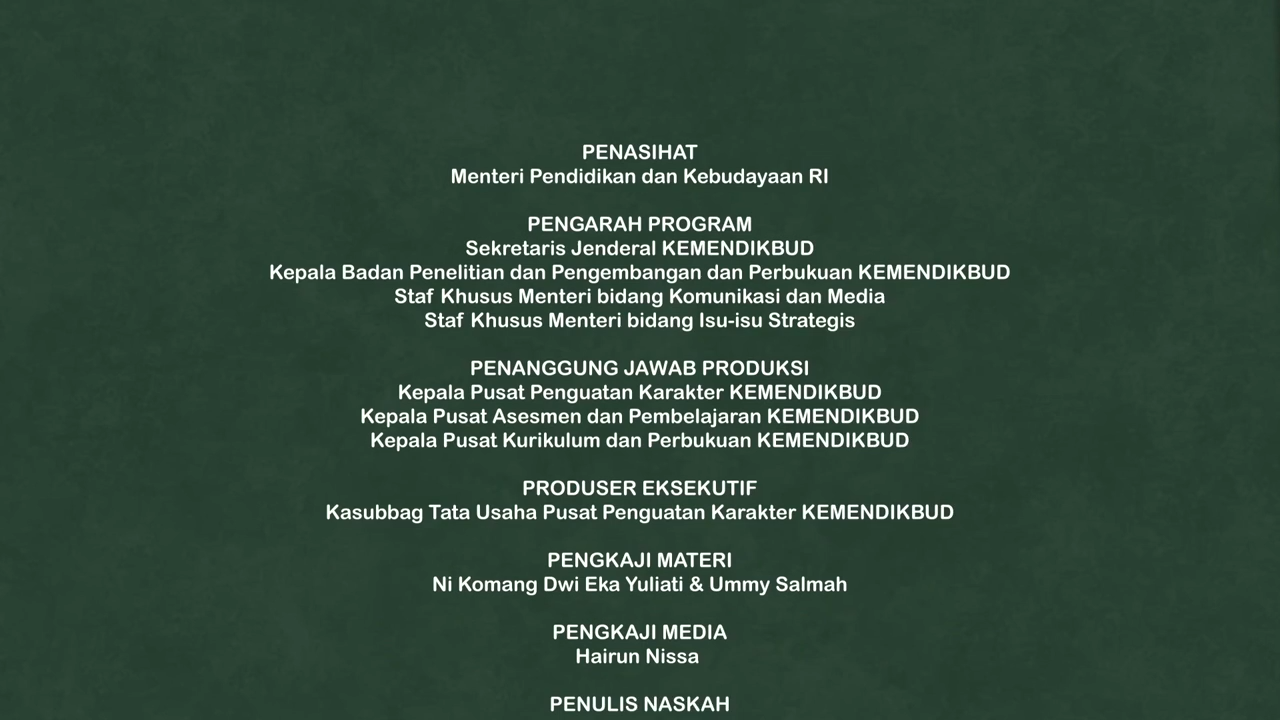 PENASIHAT
Menteri Pendidikan dan Kebudayaan RI
PENGARAH PROGRAM
Sekretaris Jenderal KEMENDIKBUD
Kepala Badan Penelitian dan Pengembangan dan Perbukuan KEMENDIKBUD
Staf Khusus Menteri bidang Komunikasi dan Media
Staf Khusus Menteri bidang Isu-isu Strategis
PENANGGUNG JAWAB PRODUKSI
Kepala Pusat Penguatan Karakter KEMENDIKBUD
Kepala Pusat Asesmen dan Pembelajaran KEMENDIKBUD
Kepala Pusat Kurikulum dan Perbukuan KEMENDIKBUD
PRODUSER EKSEKUTIF
Kasubbag Tata Usaha Pusat Penguatan Karakter KEMENDIKBUD
PENGKAJI MATERI
Ni Komang Dwi Eka Yuliati & Ummy Salmah
PENGKAJI MEDIA
Hairun Nissa
PENULIS NASKAH